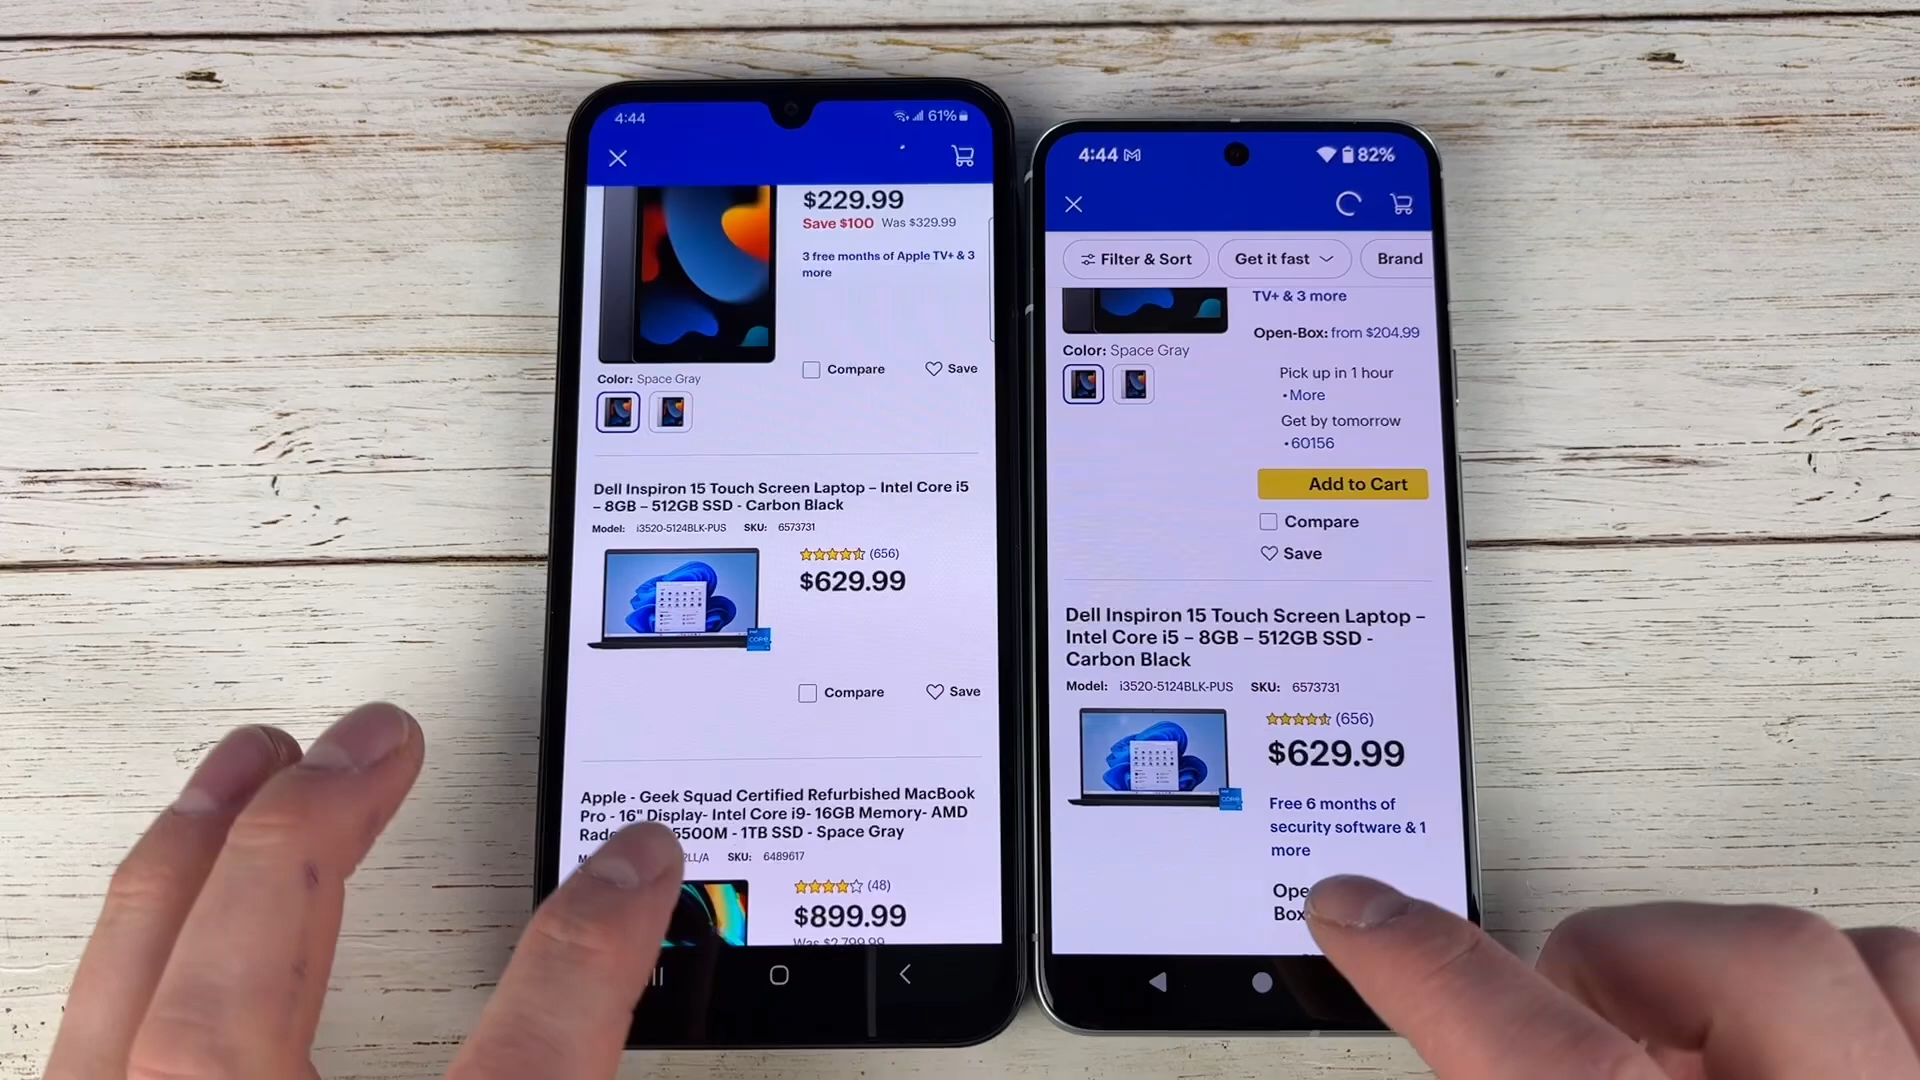 4:44
61%
$229.99
Save $100 Was $329.99
3 free months of Apple TV+ & 3
more
Compare
Save
Color: Space Gray
Dell Inspiron 15 Touch Screen Laptop – Intel Core i5
– 8GB – 512GB SSD - Carbon Black
Model: i3520-5124BLK-PUS SKU: 6573731
(656)
$629.99
Compare
Save
Apple - Geek Squad Certified Refurbished MacBook
Pro - 16" Display- Intel Core i9- 16GB Memory- AMD
5500M - 1TB SSD - Space Gray
SKU: 6489617
(48)
$899.99
Was $2,799.99
4:44
82%
Filter & Sort
Get it fast
Brand
TV+ & 3 more
Open-Box: from $204.99
Color: Space Gray
Pick up in 1 hour
• More
Get by tomorrow
• 60156
Add to Cart
Compare
Save
Dell Inspiron 15 Touch Screen Laptop –
Intel Core i5 – 8GB – 512GB SSD -
Carbon Black
Model: i3520-5124BLK-PUS SKU: 6573731
(656)
$629.99
Free 6 months of
security software & 1
more
Box